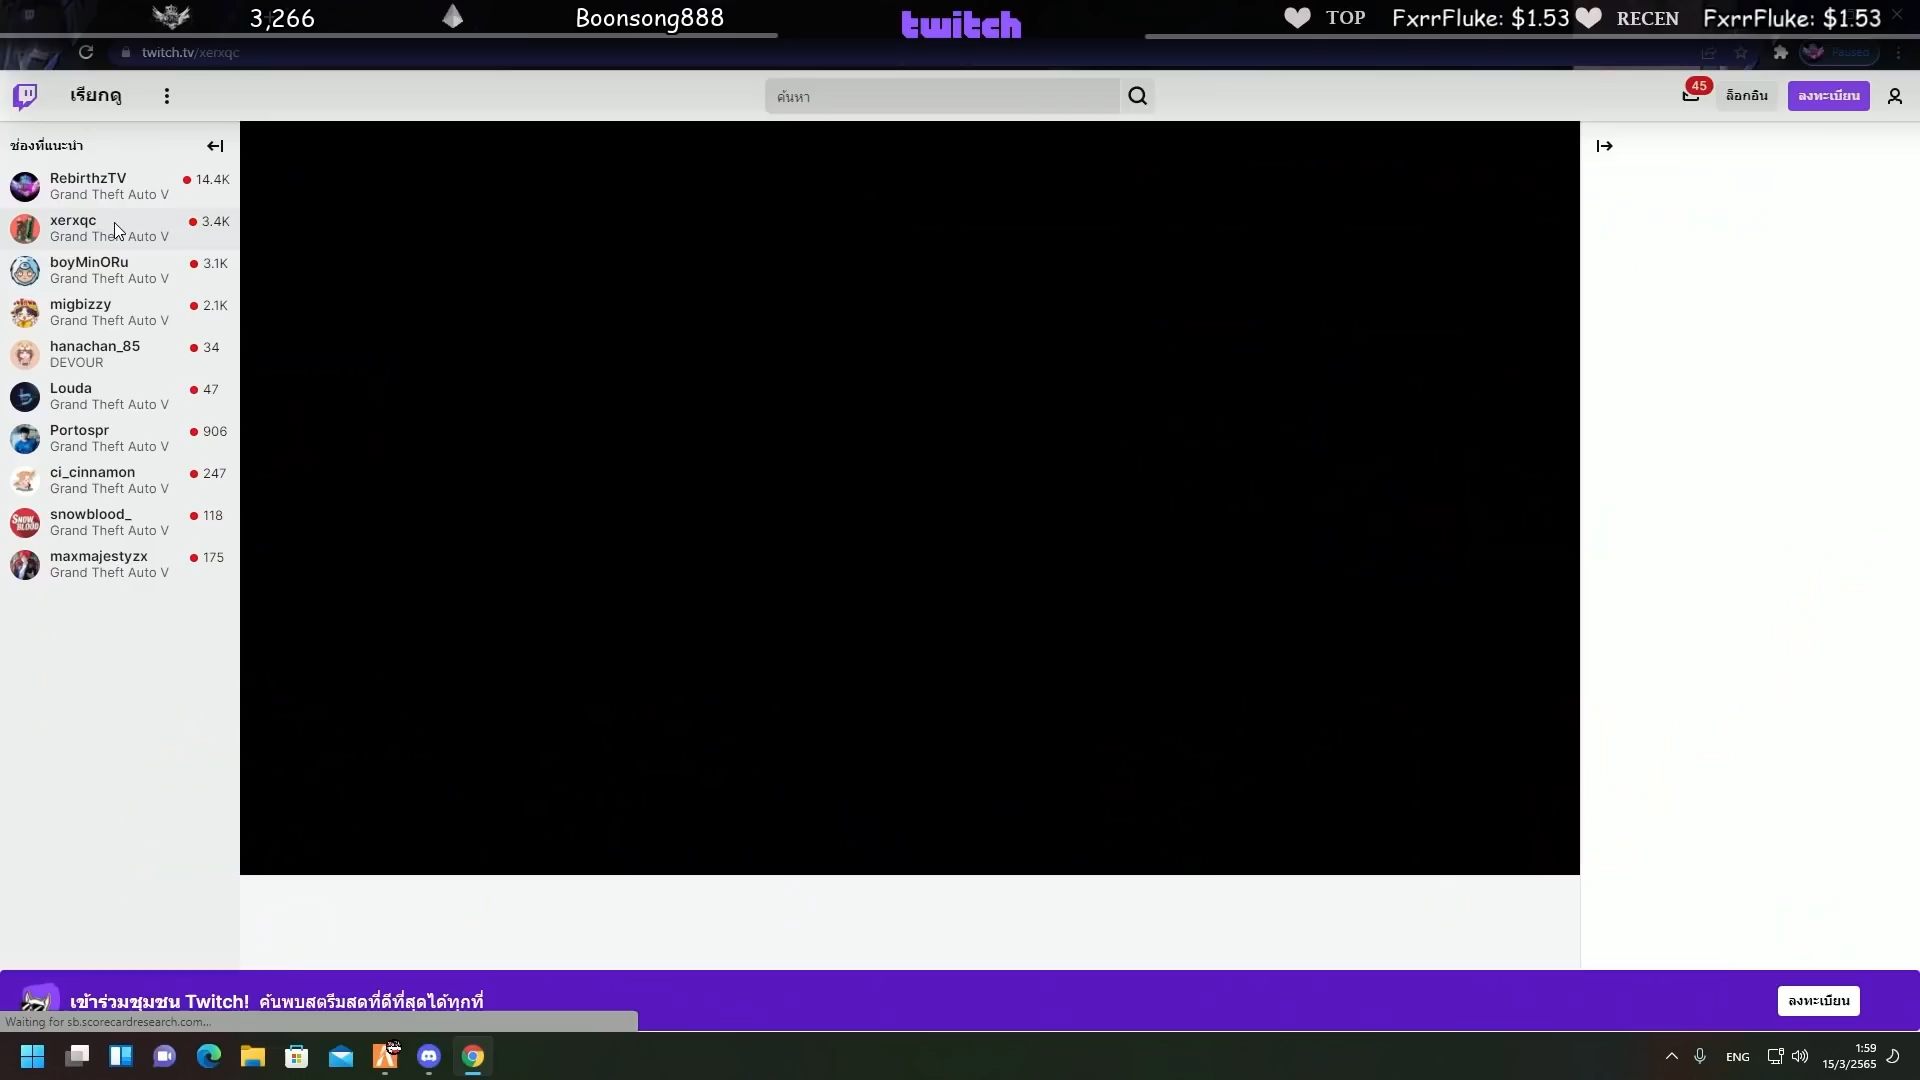 3,266
Boonsong888
twitch
TOP
FxrrFluke: $1.53
RECEN
FxrrFluke: $1.53
twitch.tv/xerxqc
Paused
เรียกดู
ค้นหา
45
ล็อกอิน
ลงทะเบียน
ช่องที่แนะนำ
RebirthzTV
14.4K
Grand Theft Auto V
xerxqc
3.4K
Grand Theft Auto V
boyMinORu
3.1K
Grand Theft Auto V
migbizzy
2.1K
Grand Theft Auto V
hanachan_85
34
DEVOUR
Louda
47
Grand Theft Auto V
Portospr
906
Grand Theft Auto V
ci_cinnamon
247
Grand Theft Auto V
snowblood_
118
Grand Theft Auto V
maxmajestyzx
175
Grand Theft Auto V
เข้าร่วมชุมชน Twitch! ค้นพบสตรีมสดที่ดีที่สุดได้ทุกที่
ลงทะเบียน
Waiting for sb.scorecardresearch.com...
ENG
1:59
15/3/2565